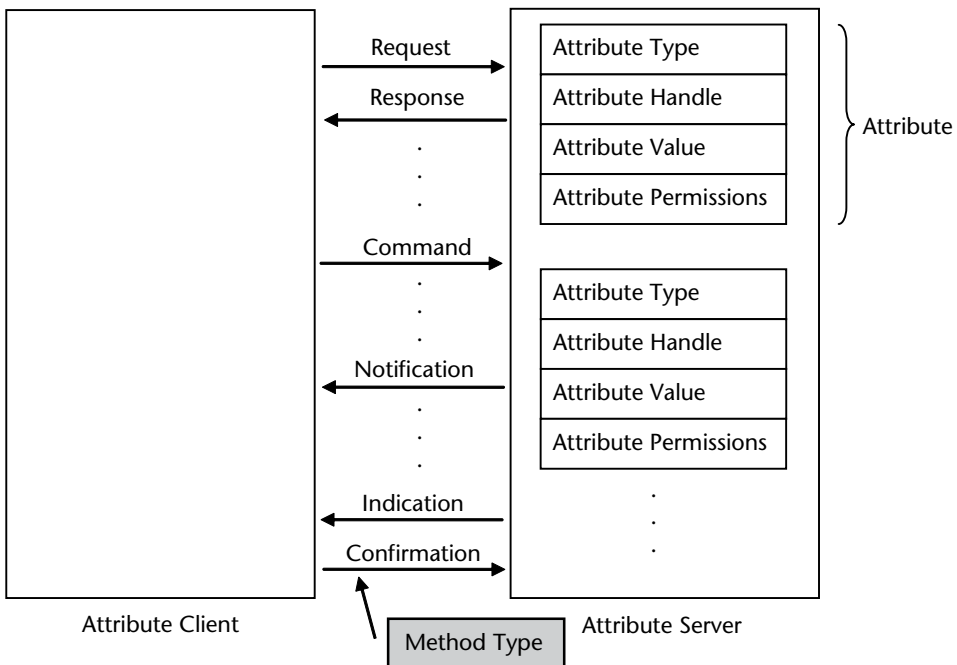 Request
Response
Command
Notification
Indication
Confirmation
Attribute Type
Attribute Handle
Attribute Value
Attribute Permissions
Attribute
Attribute Type
Attribute Handle
Attribute Value
Attribute Permissions
Attribute Client
Method Type
Attribute Server